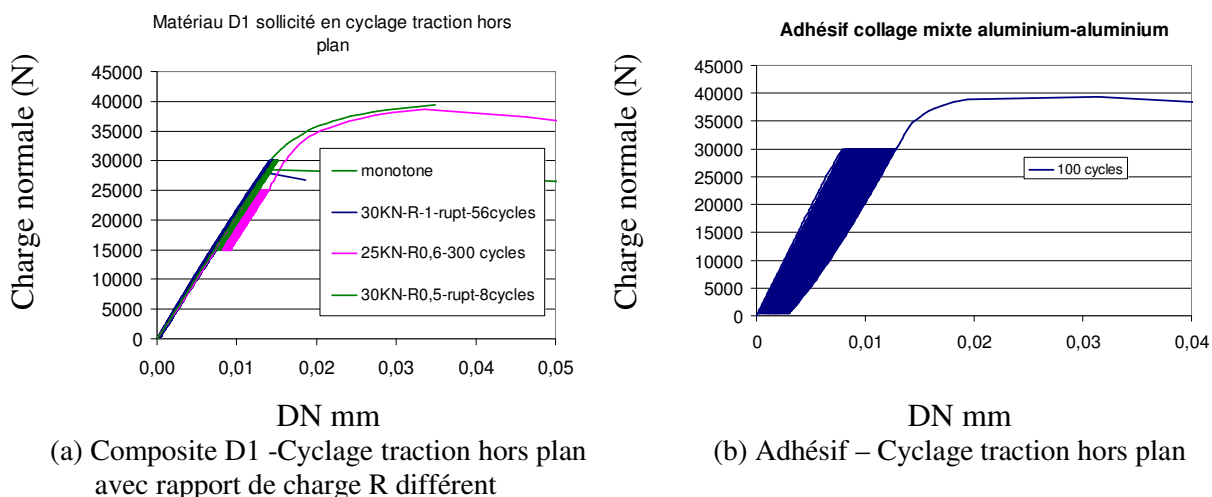 Matériau D1 sollicité en cyclage traction hors
plan
Charge normale (N)
45000
40000
35000
30000
25000
20000
15000
10000
5000
0
0,00 0,01 0,02 0,03 0,04 0,05
monotone
30KN-R-1-rupt-56cycles
25KN-R0,6-300 cycles
30KN-R0,5-rupt-8cycles
DN mm
(a) Composite D1 -Cyclage traction hors plan
avec rapport de charge R différent
Adhésif collage mixte aluminium-aluminium
Charge normale (N)
45000
40000
35000
30000
25000
20000
15000
10000
5000
0
0 0,01 0,02 0,03 0,04
100 cycles
DN mm
(b) Adhésif – Cyclage traction hors plan